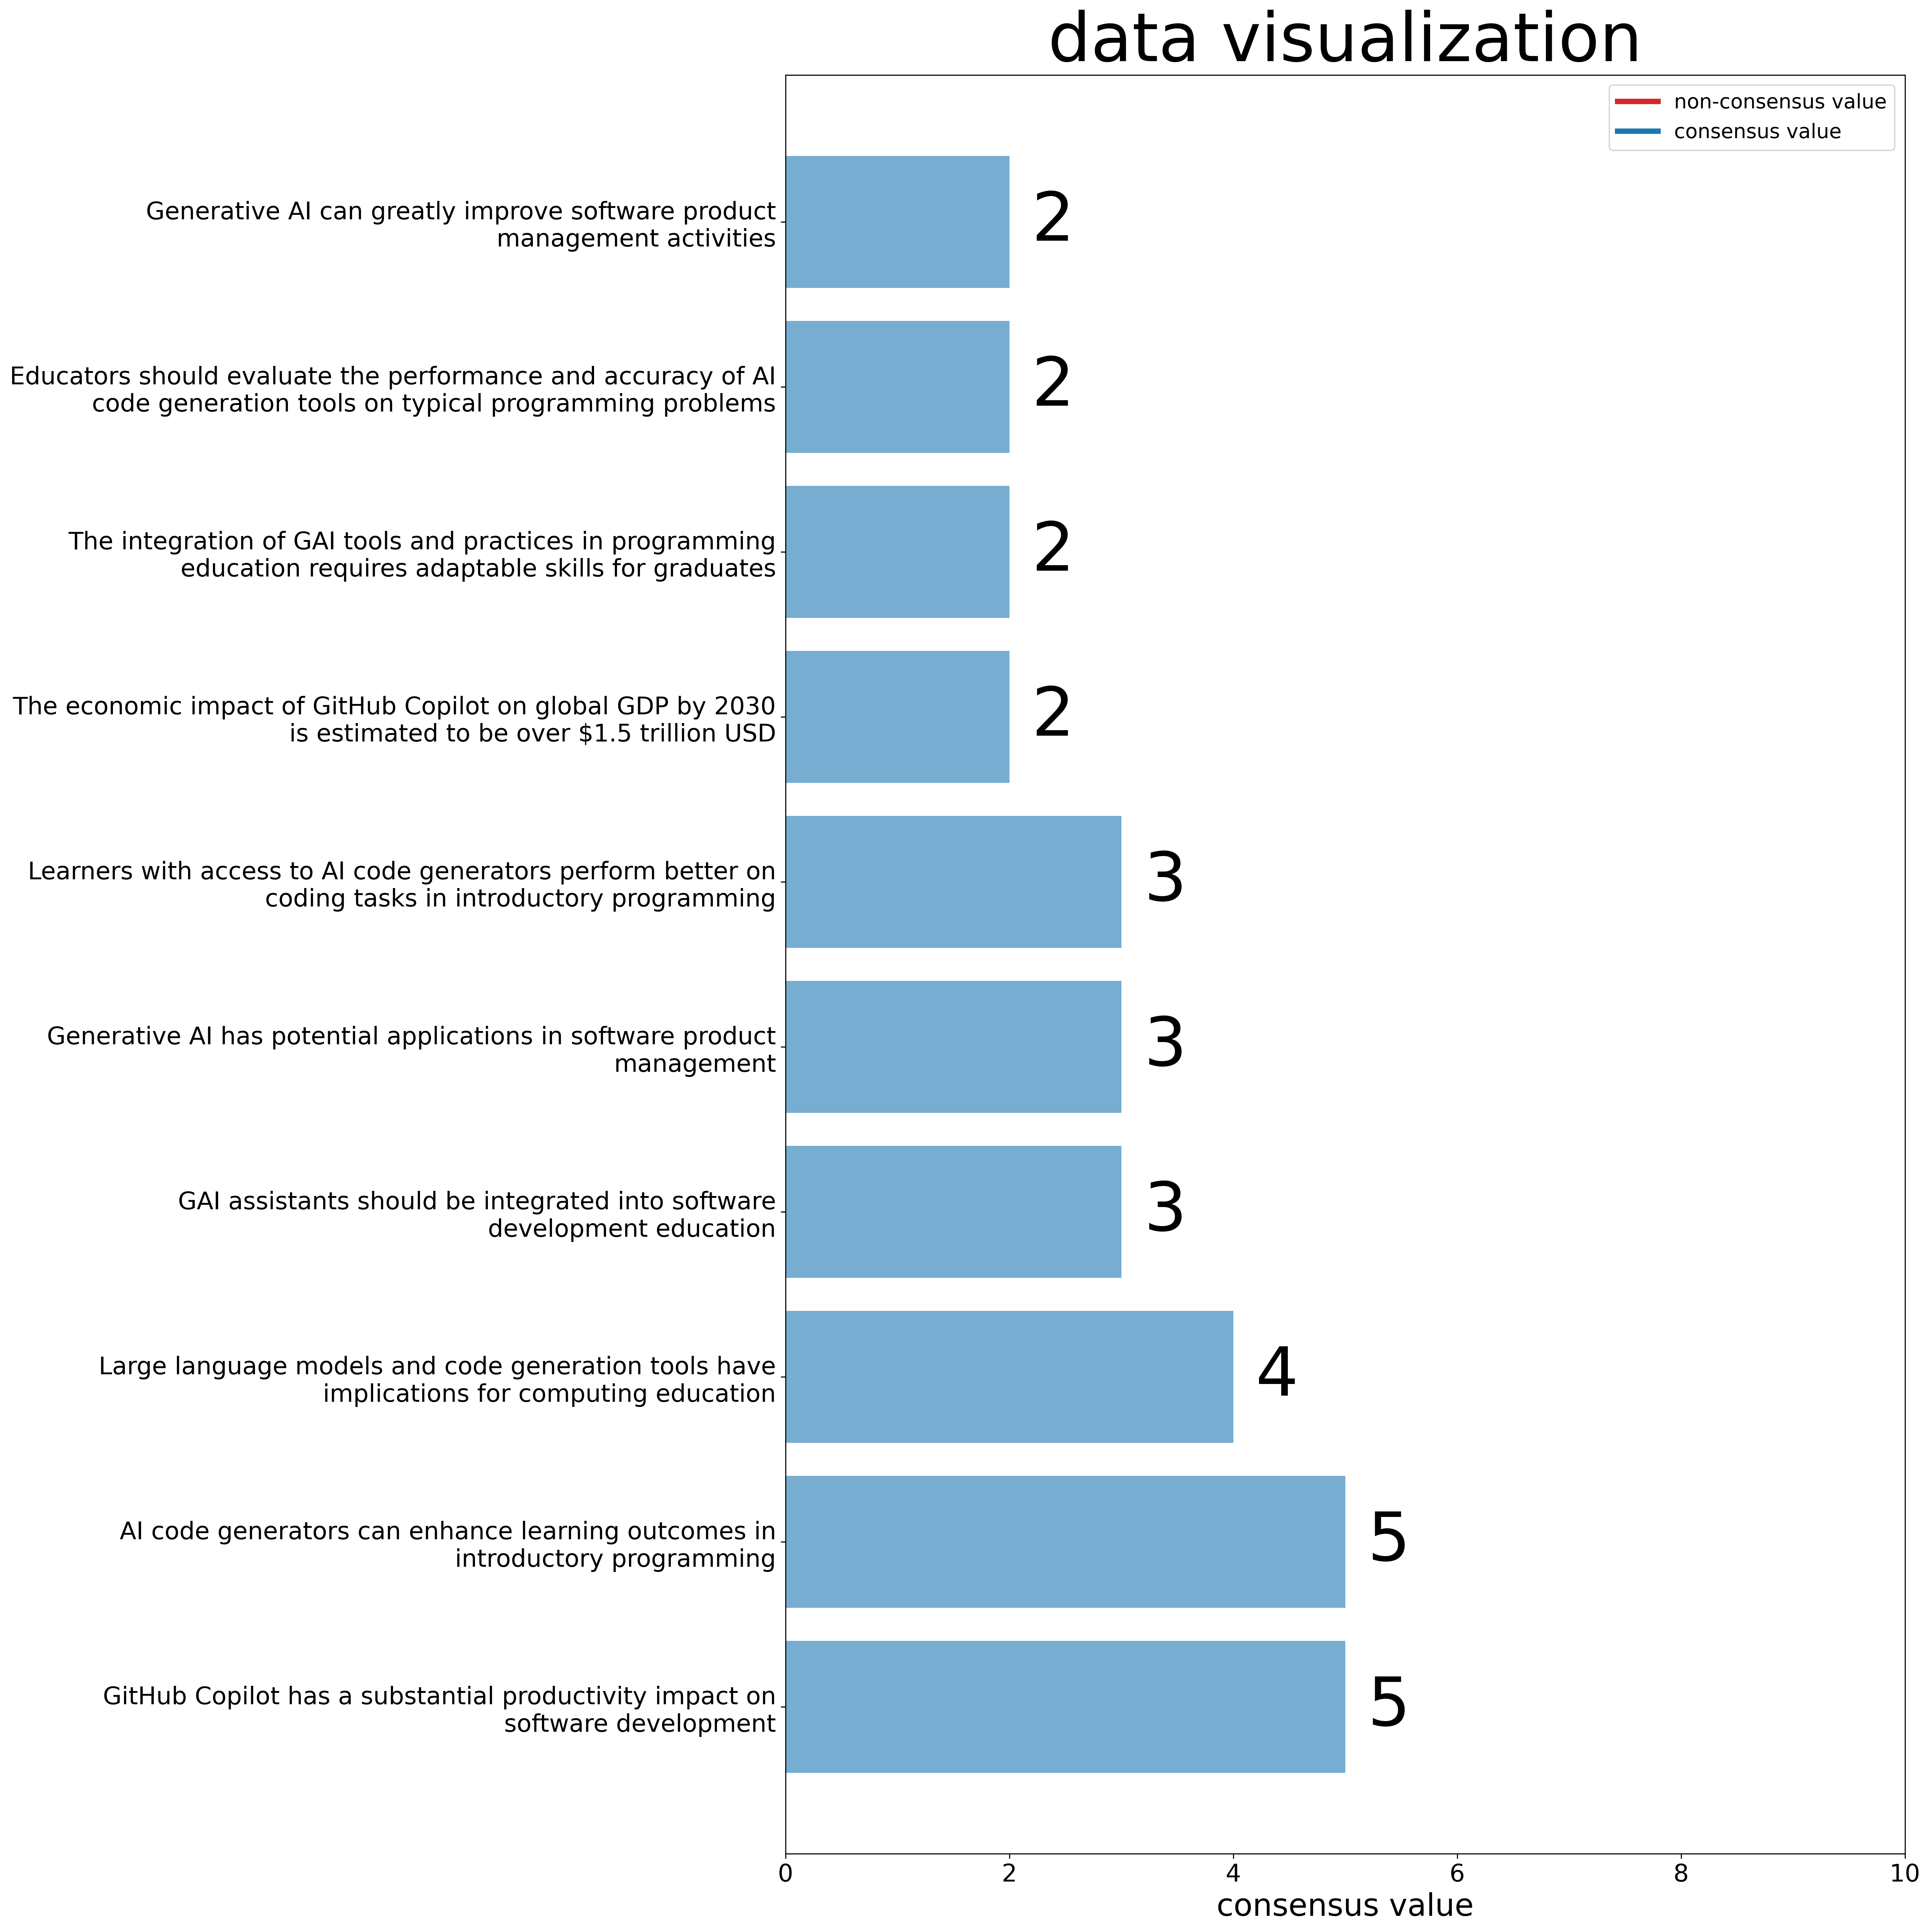 data visualization
non-consensus value
consensus value
Generative AI can greatly improve software product
management activities
2
Educators should evaluate the performance and accuracy of AI
code generation tools on typical programming problems
2
The integration of GAI tools and practices in programming
education requires adaptable skills for graduates
2
The economic impact of GitHub Copilot on global GDP by 2030
is estimated to be over $1.5 trillion USD
2
Learners with access to AI code generators perform better on
coding tasks in introductory programming
3
Generative AI has potential applications in software product
management
3
GAI assistants should be integrated into software
development education
3
Large language models and code generation tools have
implications for computing education
4
AI code generators can enhance learning outcomes in
introductory programming
5
GitHub Copilot has a substantial productivity impact on
software development
5
0 2 4 6 8 10
consensus value